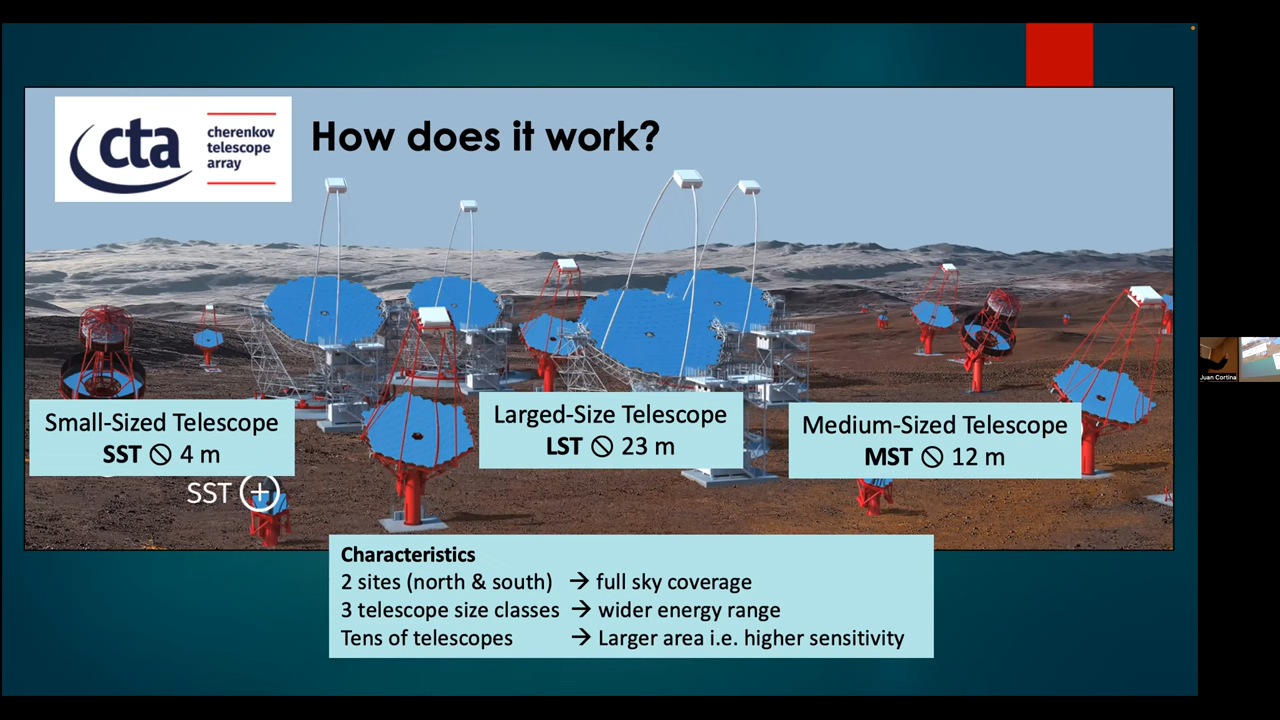 cta
cherenkov
telescope
array
How does it work?
Small-Sized Telescope
SST ⦸ 4 m
Larged-Size Telescope
LST ⦸ 23 m
Medium-Sized Telescope
MST ⦸ 12 m
SST
Characteristics
2 sites (north & south) → full sky coverage
3 telescope size classes → wider energy range
Tens of telescopes → Larger area i.e. higher sensitivity
Juan Cortina